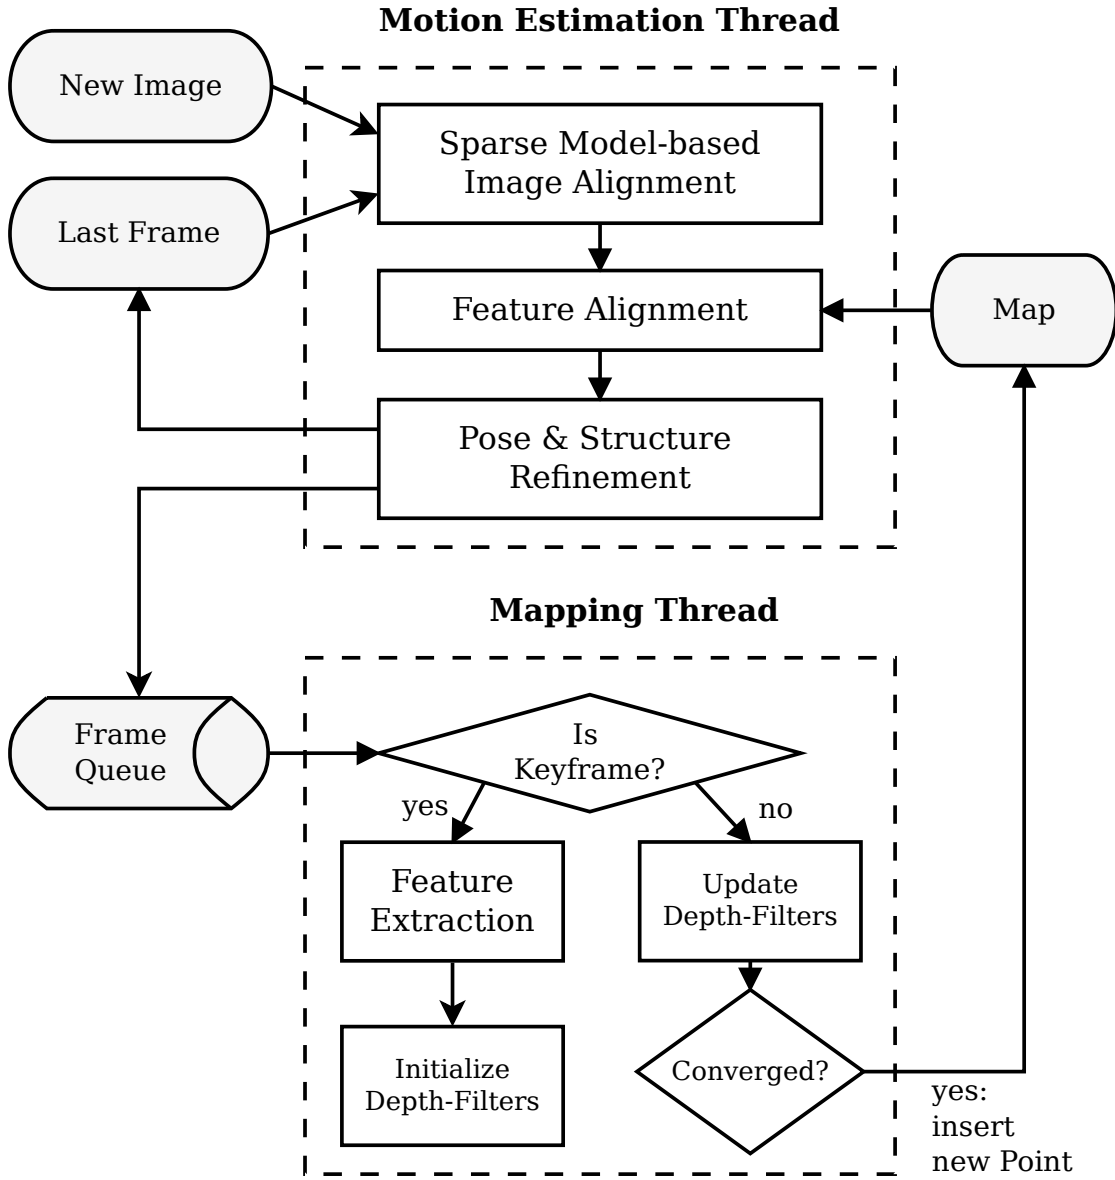 Motion Estimation Thread
New Image
Sparse Model-based
Image Alignment
Last Frame
Feature Alignment
Map
Pose & Structure
Refinement
Mapping Thread
Frame
Queue
Is
Keyframe?
yes
no
Feature
Extraction
Update
Depth-Filters
Initialize
Depth-Filters
Converged?
yes:
insert
new Point